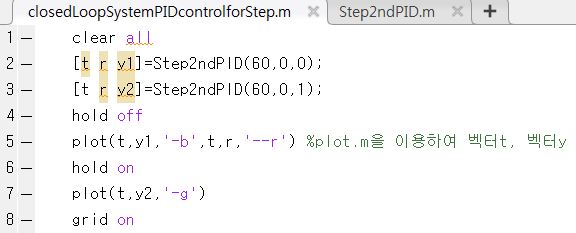 closedLoopSystemPIDcontrolforStep.m × Step2ndPID.m × +
1 — clear all
2 — [t r y1]=Step2ndPID(60,0,0);
3 — [t r y2]=Step2ndPID(60,0,1);
4 — hold off
5 — plot(t,y1,'-b',t,r,'--r') %plot.m을 이용하여 벡터t, 벡터y
6 — hold on
7 — plot(t,y2,'-g')
8 — grid on